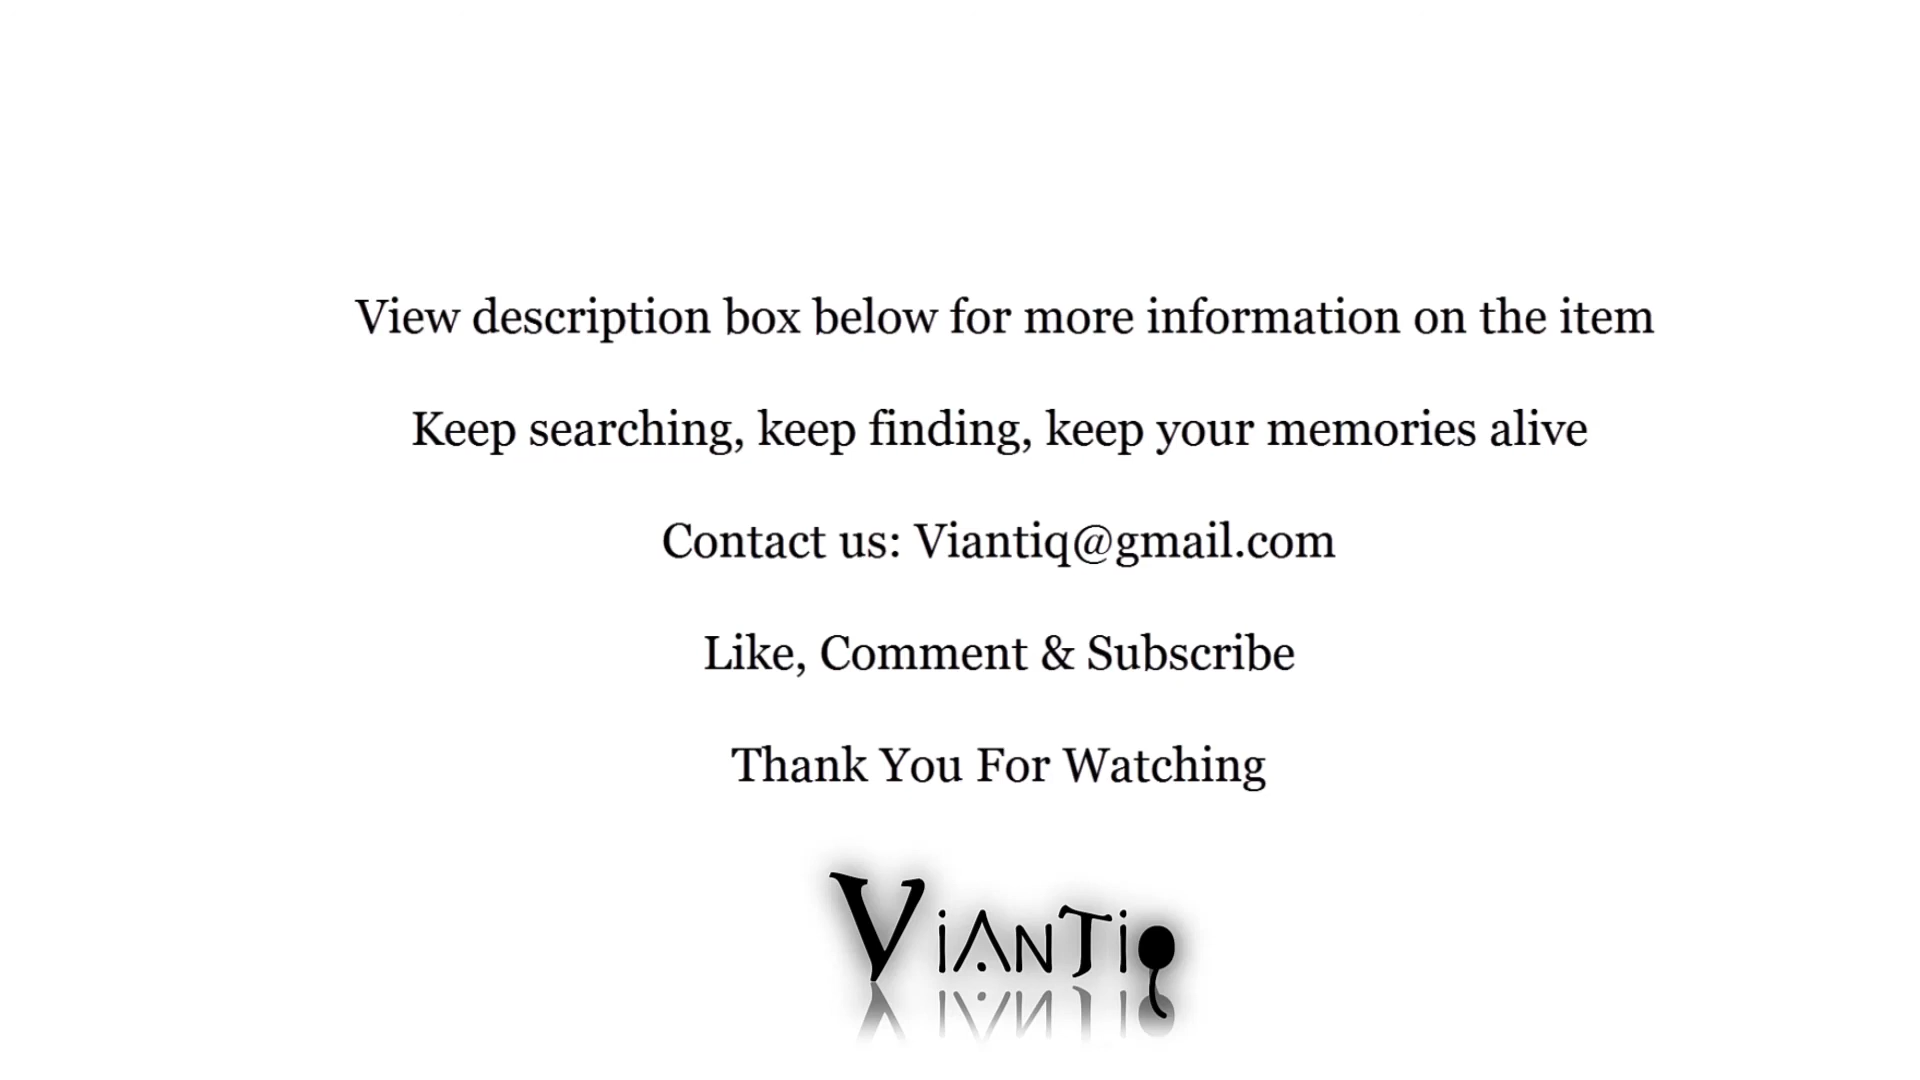 View description box below for more information on the item
Keep searching, keep finding, keep your memories alive
Contact us: Viantiq@gmail.com
Like, Comment & Subscribe
Thank You For Watching
ViANTiq